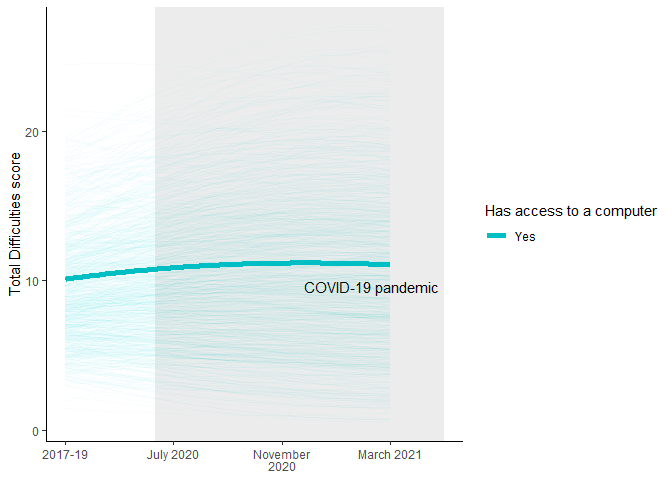 Total Difficulties score
20
10
0
COVID-19 pandemic
2017-19
July 2020
November
2020
March 2021
Has access to a computer
Yes